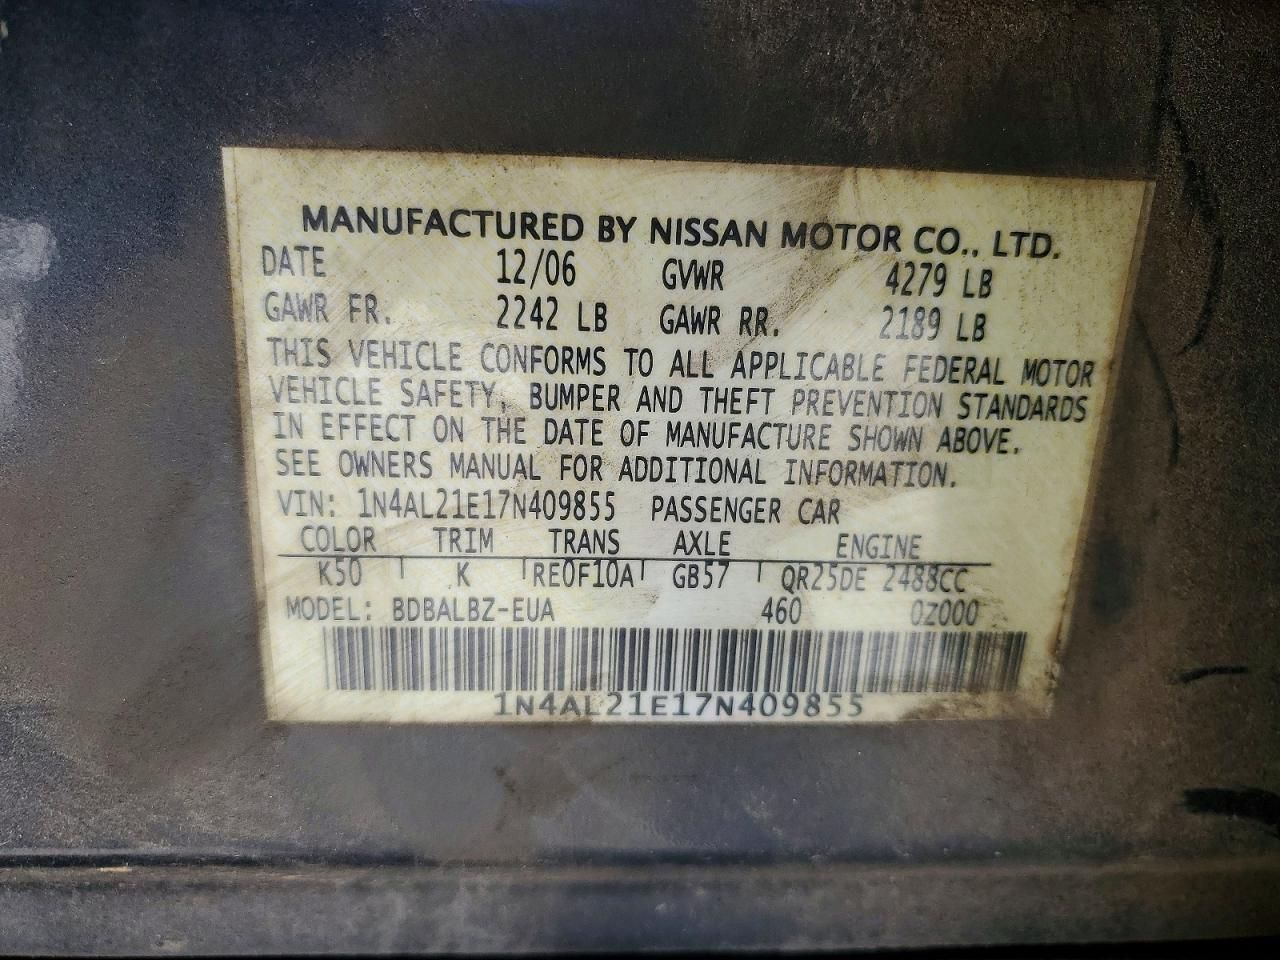 MANUFACTURED BY NISSAN MOTOR CO., LTD.
DATE 12/06 GVWR 4279 LB
GAWR FR. 2242 LB GAWR RR. 2189 LB
THIS VEHICLE CONFORMS TO ALL APPLICABLE FEDERAL MOTOR
VEHICLE SAFETY, BUMPER AND THEFT PREVENTION STANDARDS
IN EFFECT ON THE DATE OF MANUFACTURE SHOWN ABOVE.
SEE OWNERS MANUAL FOR ADDITIONAL INFORMATION.
VIN: 1N4AL21E17N409855 PASSENGER CAR
COLOR TRIM TRANS AXLE ENGINE
K50 K RE0F10A GB57 QR25DE 2488CC
MODEL: BDBALBZ-EUA 460 0Z000
1N4AL21E17N409855